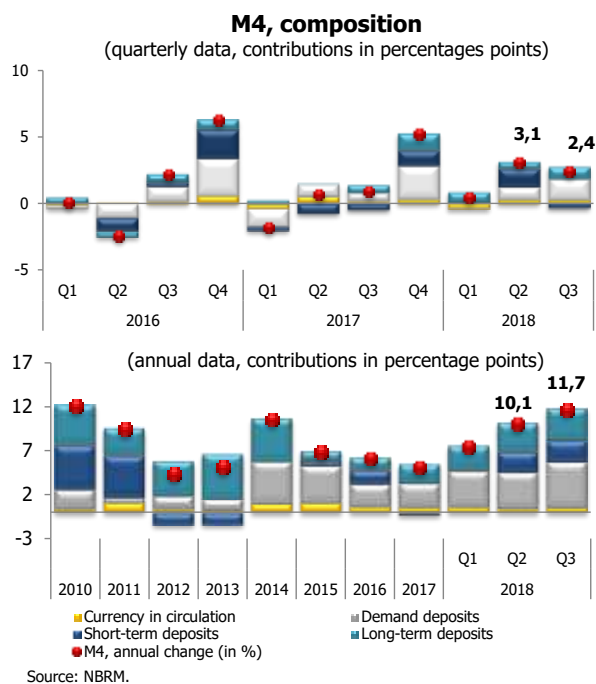 M4, composition
(quarterly data, contributions in percentages points)
10
5
0
-5
3,1
2,4
Q1 Q2 Q3 Q4 Q1 Q2 Q3 Q4 Q1 Q2 Q3
2016 2017 2018
(annual data, contributions in percentage points)
17
12
7
2
-3
10,1
11,7
Q1 Q2 Q3
2010 2011 2012 2013 2014 2015 2016 2017 2018
Currency in circulation Demand deposits
Short-term deposits Long-term deposits
M4, annual change (in %)
Source: NBRM.